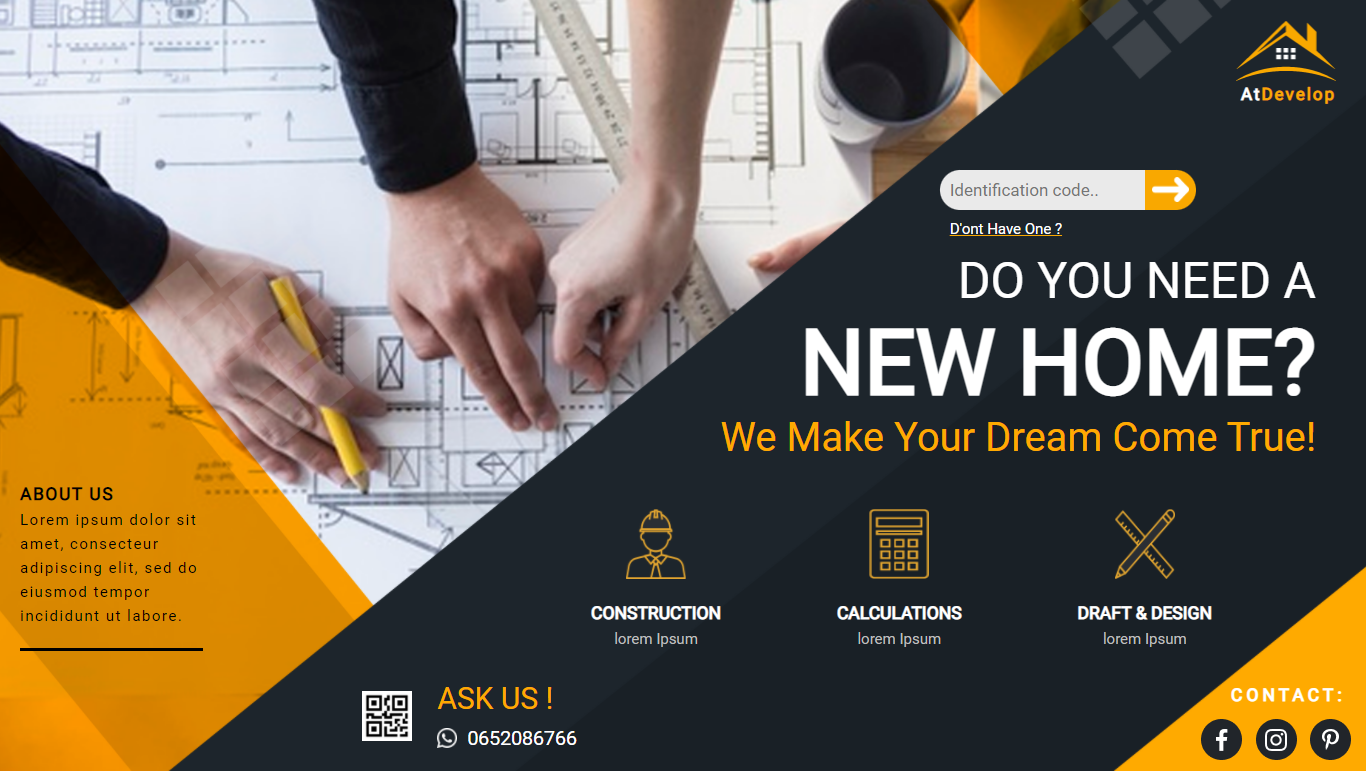 AtDevelop
Identification code..
D'ont Have One ?
DO YOU NEED A
NEW HOME?
We Make Your Dream Come True!
ABOUT US
Lorem ipsum dolor sit
amet, consecteur
adipiscing elit, sed do
eiusmod tempor
incididunt ut labore.
CONSTRUCTION
lorem Ipsum
CALCULATIONS
lorem Ipsum
DRAFT & DESIGN
lorem Ipsum
ASK US !
0652086766
CONTACT: